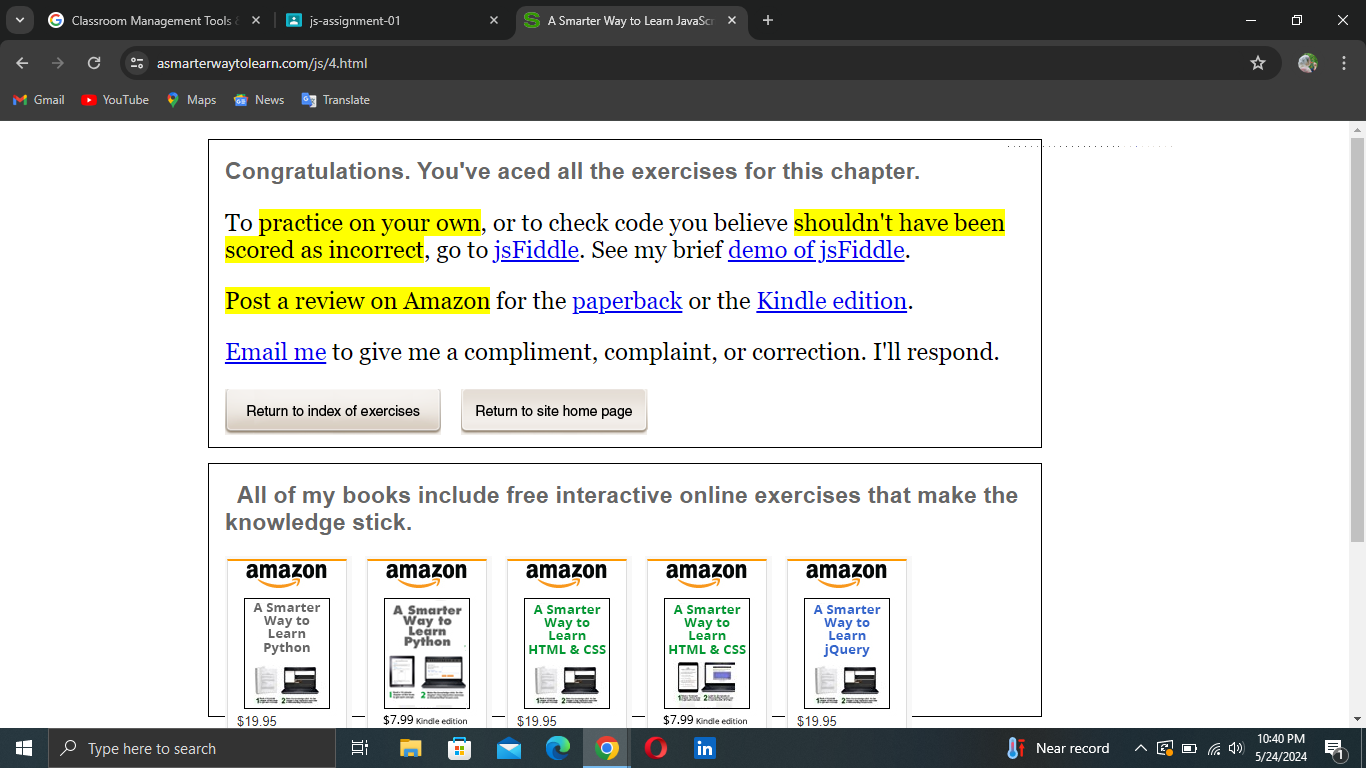 Classroom Management Tools &
js-assignment-01
A Smarter Way to Learn JavaScr
asmarterwaytolearn.com/js/4.html
Gmail
YouTube
Maps
News
Translate
Congratulations. You've aced all the exercises for this chapter.
To practice on your own, or to check code you believe shouldn't have been
scored as incorrect, go to jsFiddle. See my brief demo of jsFiddle.
Post a review on Amazon for the paperback or the Kindle edition.
Email me to give me a compliment, complaint, or correction. I'll respond.
Return to index of exercises
Return to site home page
All of my books include free interactive online exercises that make the
knowledge stick.
amazon
A Smarter
Way to
Learn
Python
$19.95
amazon
A Smarter
Way to
Learn
Python
$7.99 Kindle edition
amazon
A Smarter
Way to
Learn
HTML & CSS
$19.95
amazon
A Smarter
Way to
Learn
HTML & CSS
$7.99 Kindle edition
amazon
A Smarter
Way to
Learn
jQuery
$19.95
Type here to search
Near record
10:40 PM
5/24/2024
1